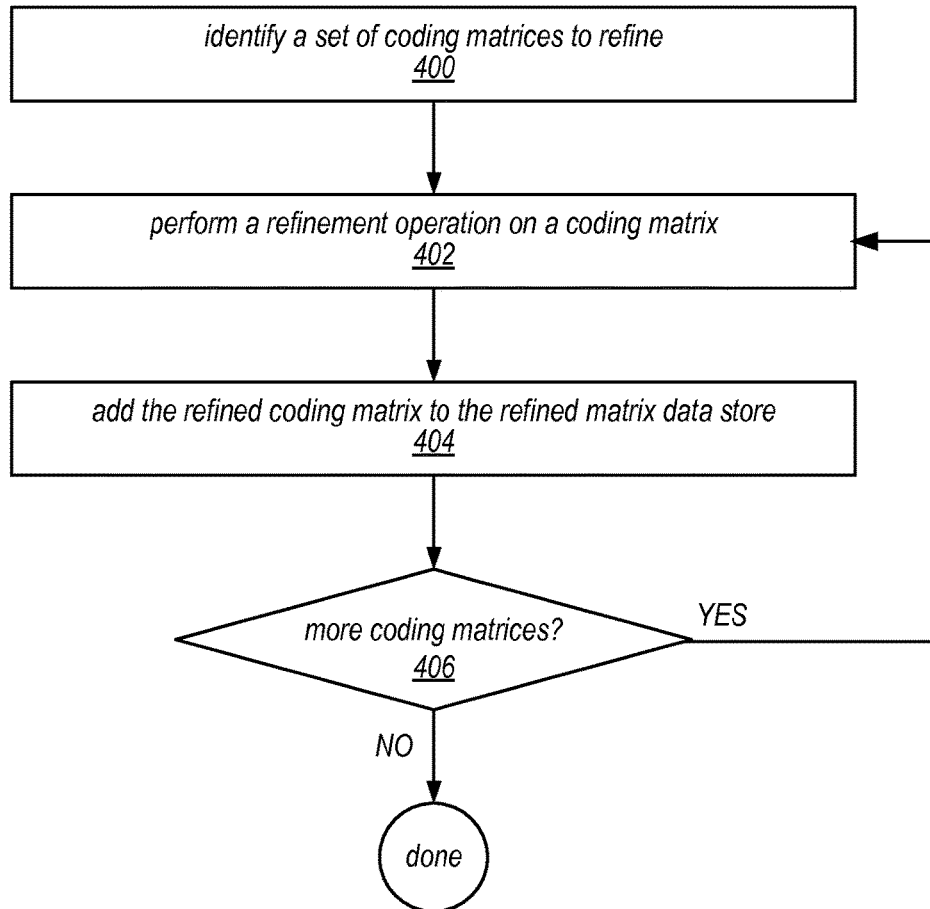 identify a set of coding matrices to refine
400
perform a refinement operation on a coding matrix
402
add the refined coding matrix to the refined matrix data store
404
more coding matrices?
406
YES
NO
done